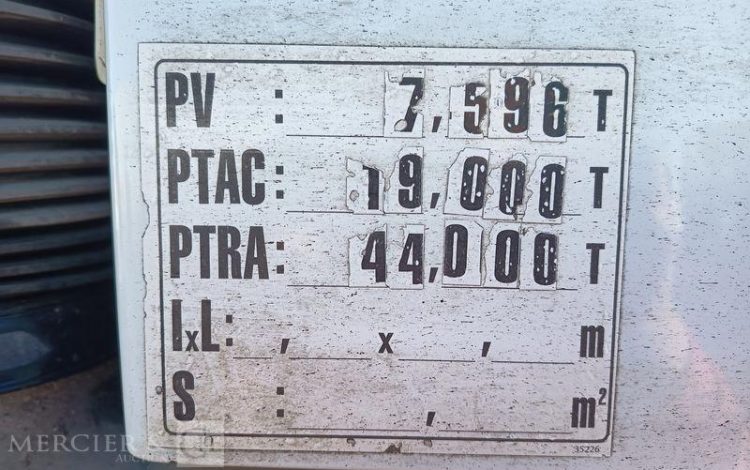 PV : 7,596 T
PTAC : 19,000 T
PTRA : 44,000 T
IxL : , x , m
S : , m²
35226
MERCIER &